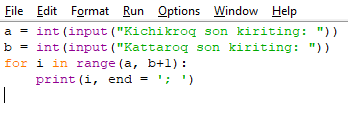 File Edit Format Run Options Window Help
a = int(input("Kichikroq son kiriting: "))
b = int(input("Kattaroq son kiriting: "))
for i in range(a, b+1):
    print(i, end = '; ')